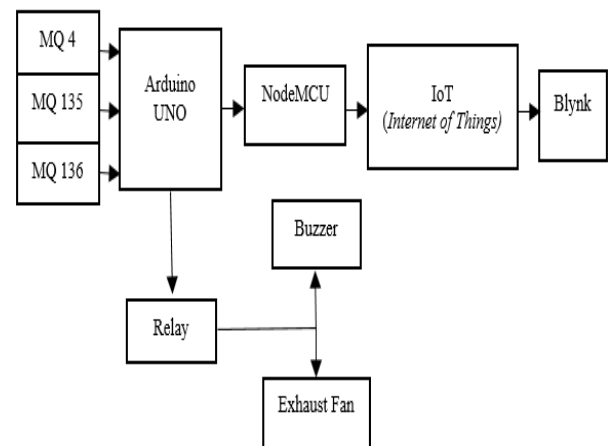 MQ 4
MQ 135
MQ 136
Arduino
UNO
NodeMCU
IoT
(Internet of Things)
Blynk
Buzzer
Relay
Exhaust Fan